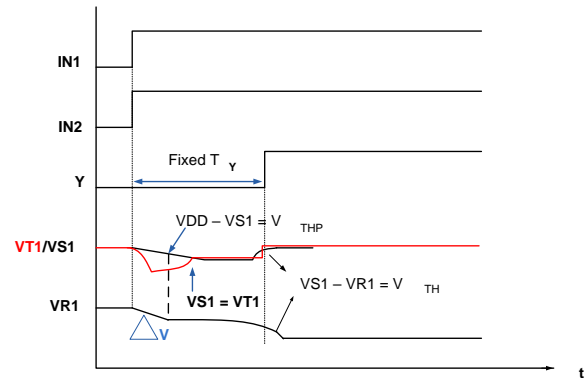 IN1
IN2
Fixed T Y
Y
VDD – VS1 = V THP
VT1/VS1
VS1 – VR1 = V TH
VS1 = VT1
VR1
V
t